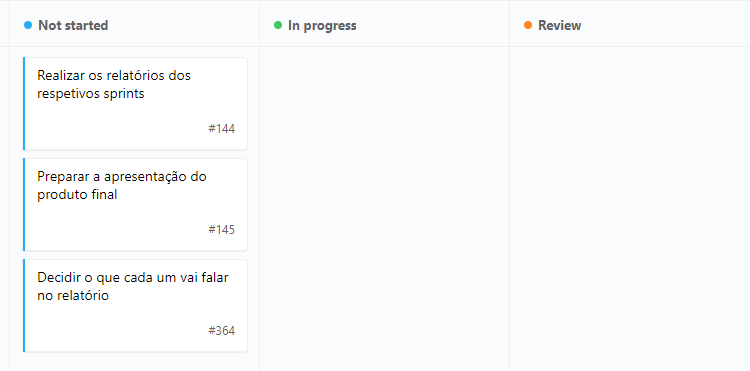 Not started
In progress
Review
Realizar os relatórios dos
respetivos sprints
#144
Preparar a apresentação do
produto final
#145
Decidir o que cada um vai falar
no relatório
#364